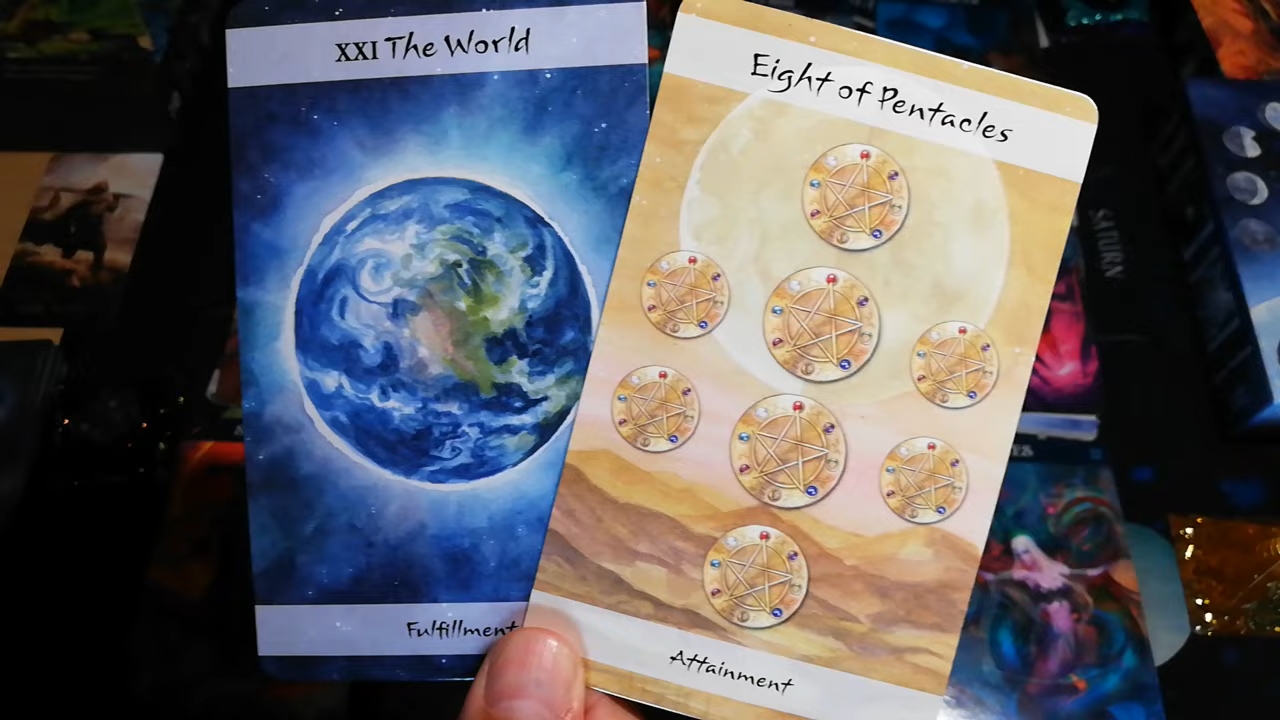 XXI The World
Fulfillment
Eight of Pentacles
Attainment
SATURN